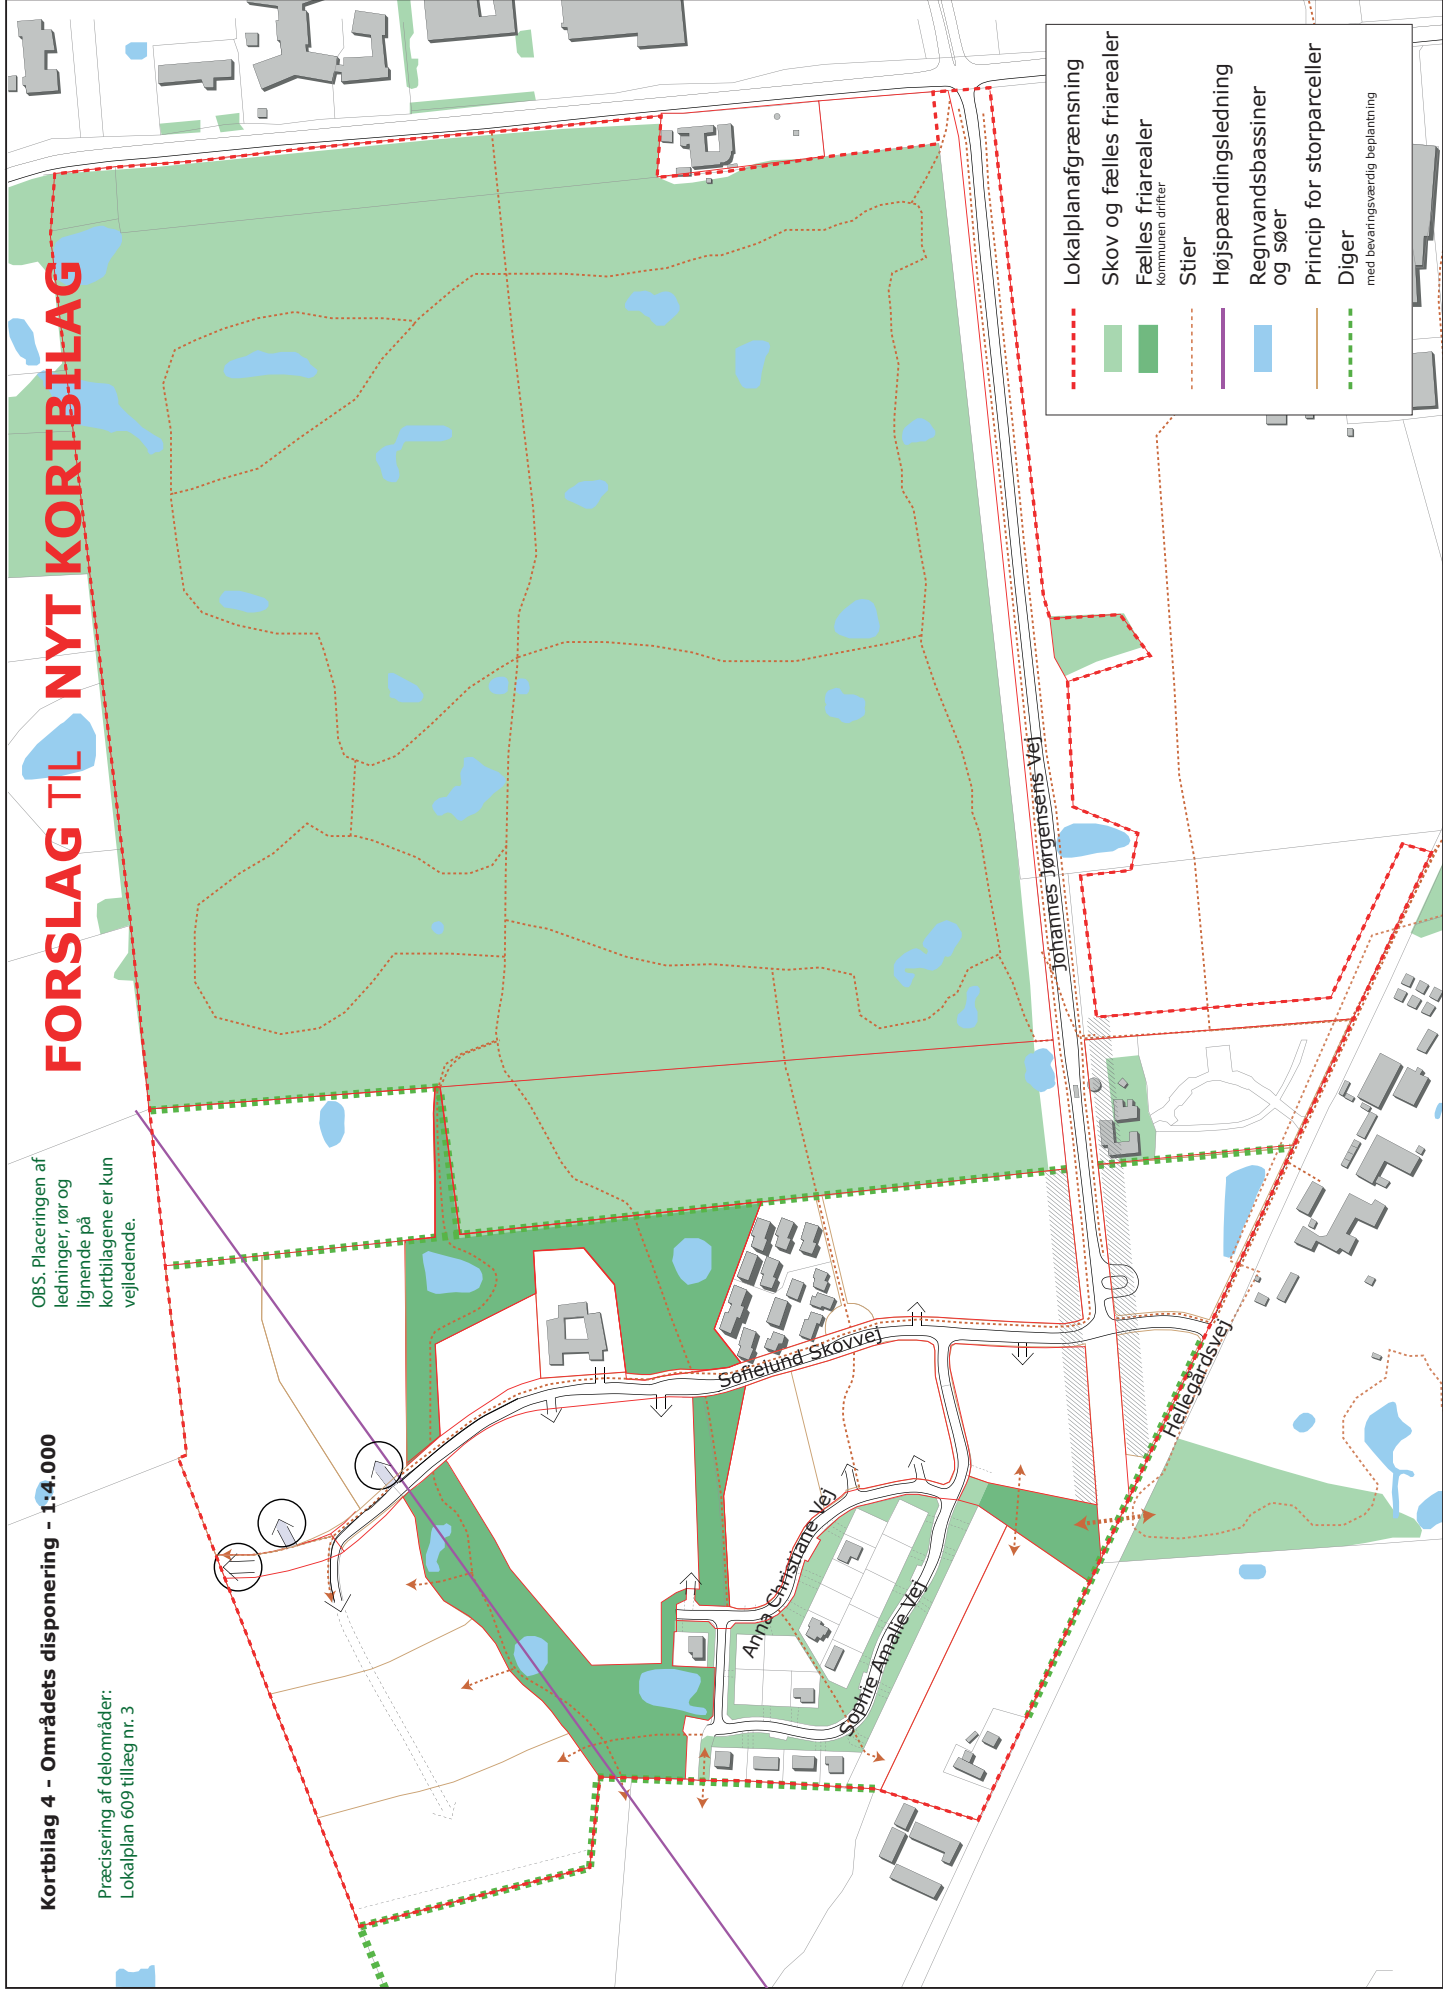 FORSLAG TIL NYT KORTBILAG
Kortbilag 4 - Områdets disponering - 1:4.000
Præcisering af delområder:
Lokalplan 609 tillæg nr. 3
OBS. Placeringen af
ledninger, rør og
lignende på
kortbilagene er kun
vejledende.
Sofielund Skovvej
Anna Christiane Vej
Sophie Amalie Vej
Hellegårdsvej
Johannes Jørgensens Vej
Lokalplanafgrænsning
Skov og fælles friarealer
Fælles friarealer
Kommunen drifter
Stier
Højspændingsledning
Regnvandsbassiner
og søer
Princip for storparceller
Diger
med bevaringsværdig beplantning